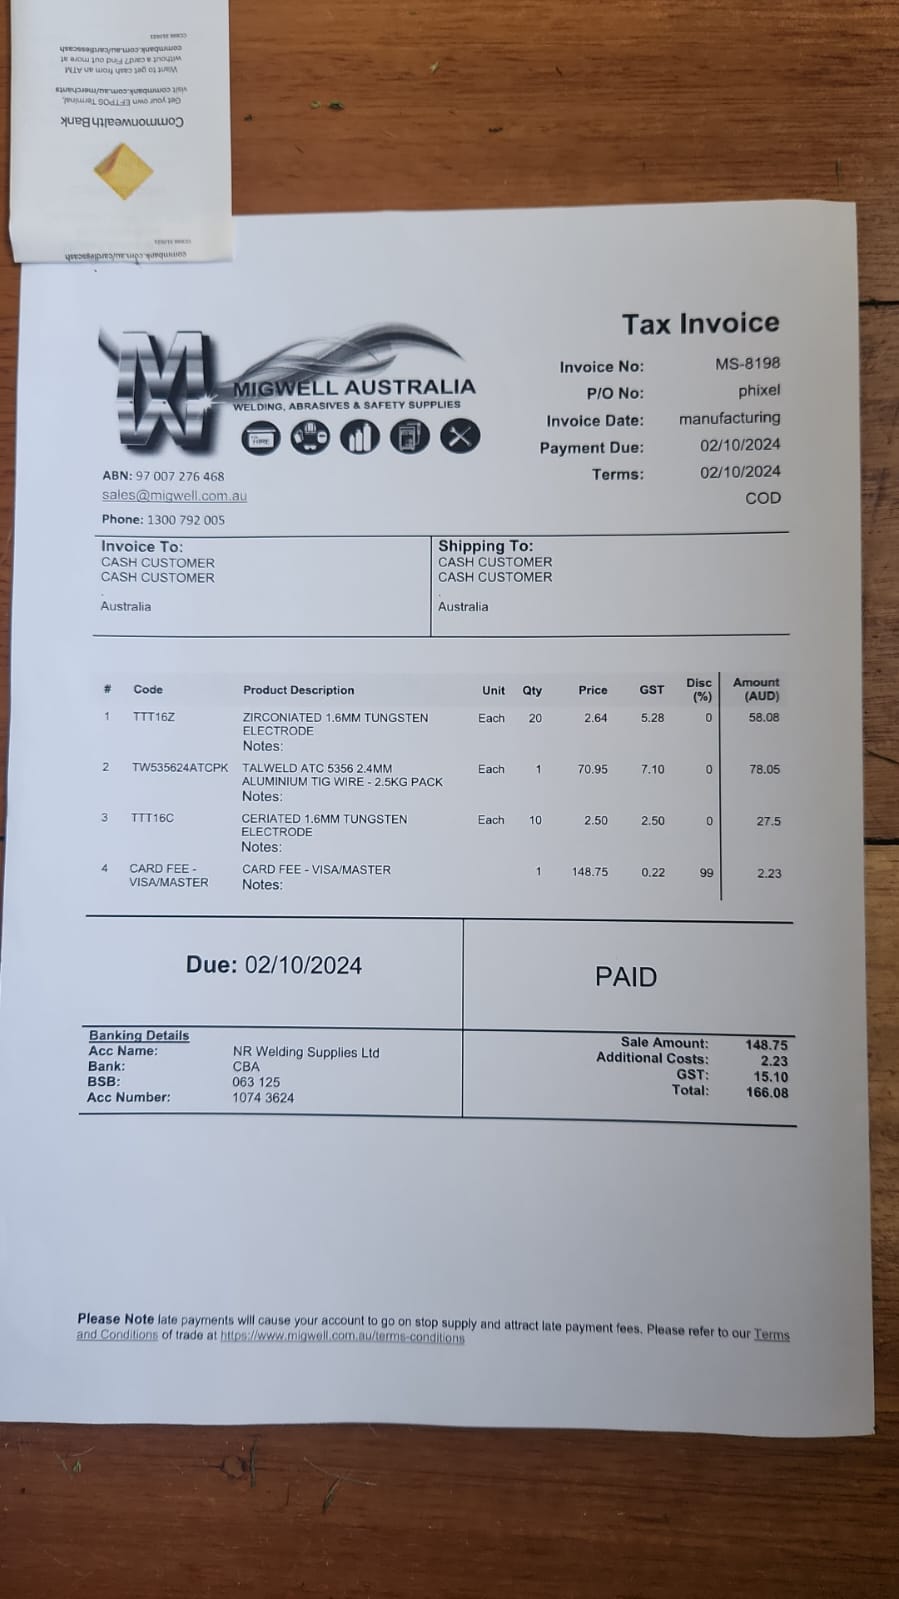 CCB06 311021
commbank.com.au/cardlesscash
without a card? Find out more at
Want to get cash from an ATM
visit commbank.com.au/merchants
Get your own EFTPOS Terminal,
CommonwealthBank
commbank.com.au/cardlesscash
Tax Invoice
Invoice No: MS-8198
P/O No: phixel
Invoice Date: manufacturing
Payment Due: 02/10/2024
Terms: 02/10/2024
COD
MW
MIGWELL AUSTRALIA
WELDING, ABRASIVES & SAFETY SUPPLIES
ABN: 97 007 276 468
sales@migwell.com.au
Phone: 1300 792 005
Invoice To:
CASH CUSTOMER
CASH CUSTOMER
.
Australia
Shipping To:
CASH CUSTOMER
CASH CUSTOMER
.
Australia
# Code Product Description Unit Qty Price GST Disc (%) Amount (AUD)
1 TTT16Z ZIRCONIATED 1.6MM TUNGSTEN Each 20 2.64 5.28 0 58.08
ELECTRODE
Notes:
2 TW535624ATCPK TALWELD ATC 5356 2.4MM Each 1 70.95 7.10 0 78.05
ALUMINIUM TIG WIRE - 2.5KG PACK
Notes:
3 TTT16C CERIATED 1.6MM TUNGSTEN Each 10 2.50 2.50 0 27.5
ELECTRODE
Notes:
4 CARD FEE - CARD FEE - VISA/MASTER 1 148.75 0.22 99 2.23
VISA/MASTER Notes:
Due: 02/10/2024
PAID
Banking Details
Acc Name: NR Welding Supplies Ltd
Bank: CBA
BSB: 063 125
Acc Number: 1074 3624
Sale Amount: 148.75
Additional Costs: 2.23
GST: 15.10
Total: 166.08
Please Note late payments will cause your account to go on stop supply and attract late payment fees. Please refer to our Terms
and Conditions of trade at https://www.migwell.com.au/terms-conditions